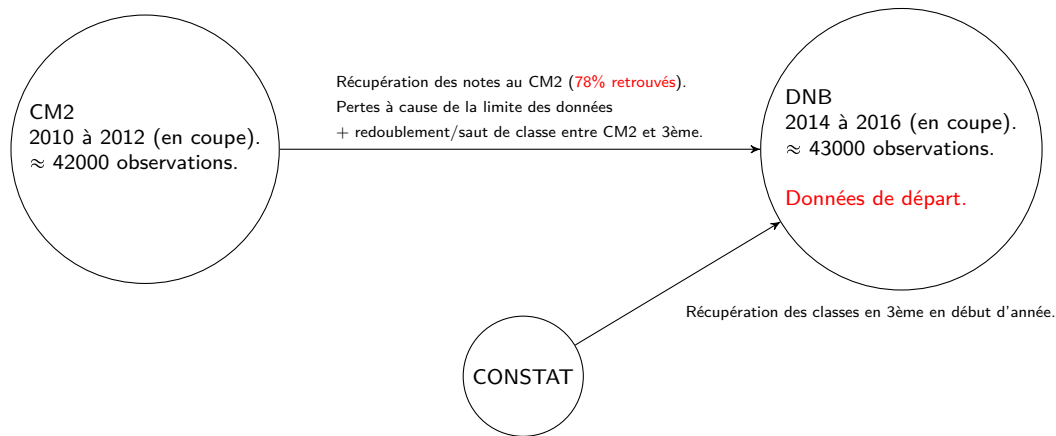 CM2
2010 à 2012 (en coupe).
≈ 42000 observations.
Récupération des notes au CM2 (78% retrouvés).
Pertes à cause de la limite des données
+ redoublement/saut de classe entre CM2 et 3ème.
DNB
2014 à 2016 (en coupe).
≈ 43000 observations.
Données de départ.
Récupération des classes en 3ème en début d'année.
CONSTAT